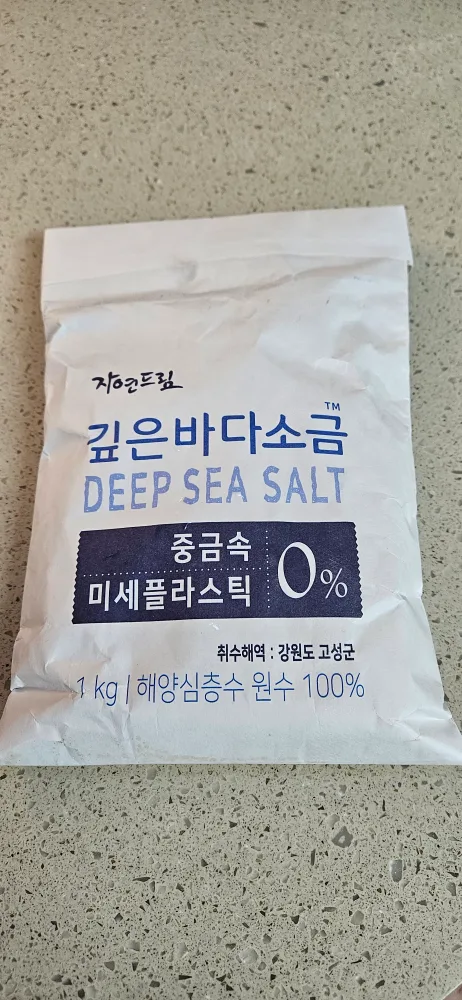 자연드림
깊은바다소금™
DEEP SEA SALT
중금속
미세플라스틱
0%
취수해역 : 강원도 고성군
1 kg | 해양심층수 원수 100%